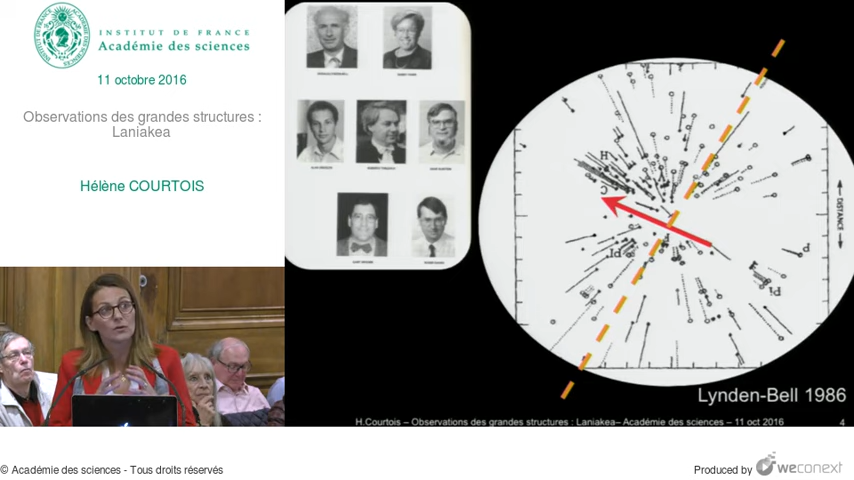 INSTITUT DE FRANCE
Académie des sciences
11 octobre 2016
Observations des grandes structures :
Laniakea
Hélène COURTOIS
DISTANCE
Lynden-Bell 1986
H.Courtois – Observations des grandes structures : Laniakea– Académie des sciences – 11 oct 2016
4
© Académie des sciences - Tous droits réservés
Produced by weconext